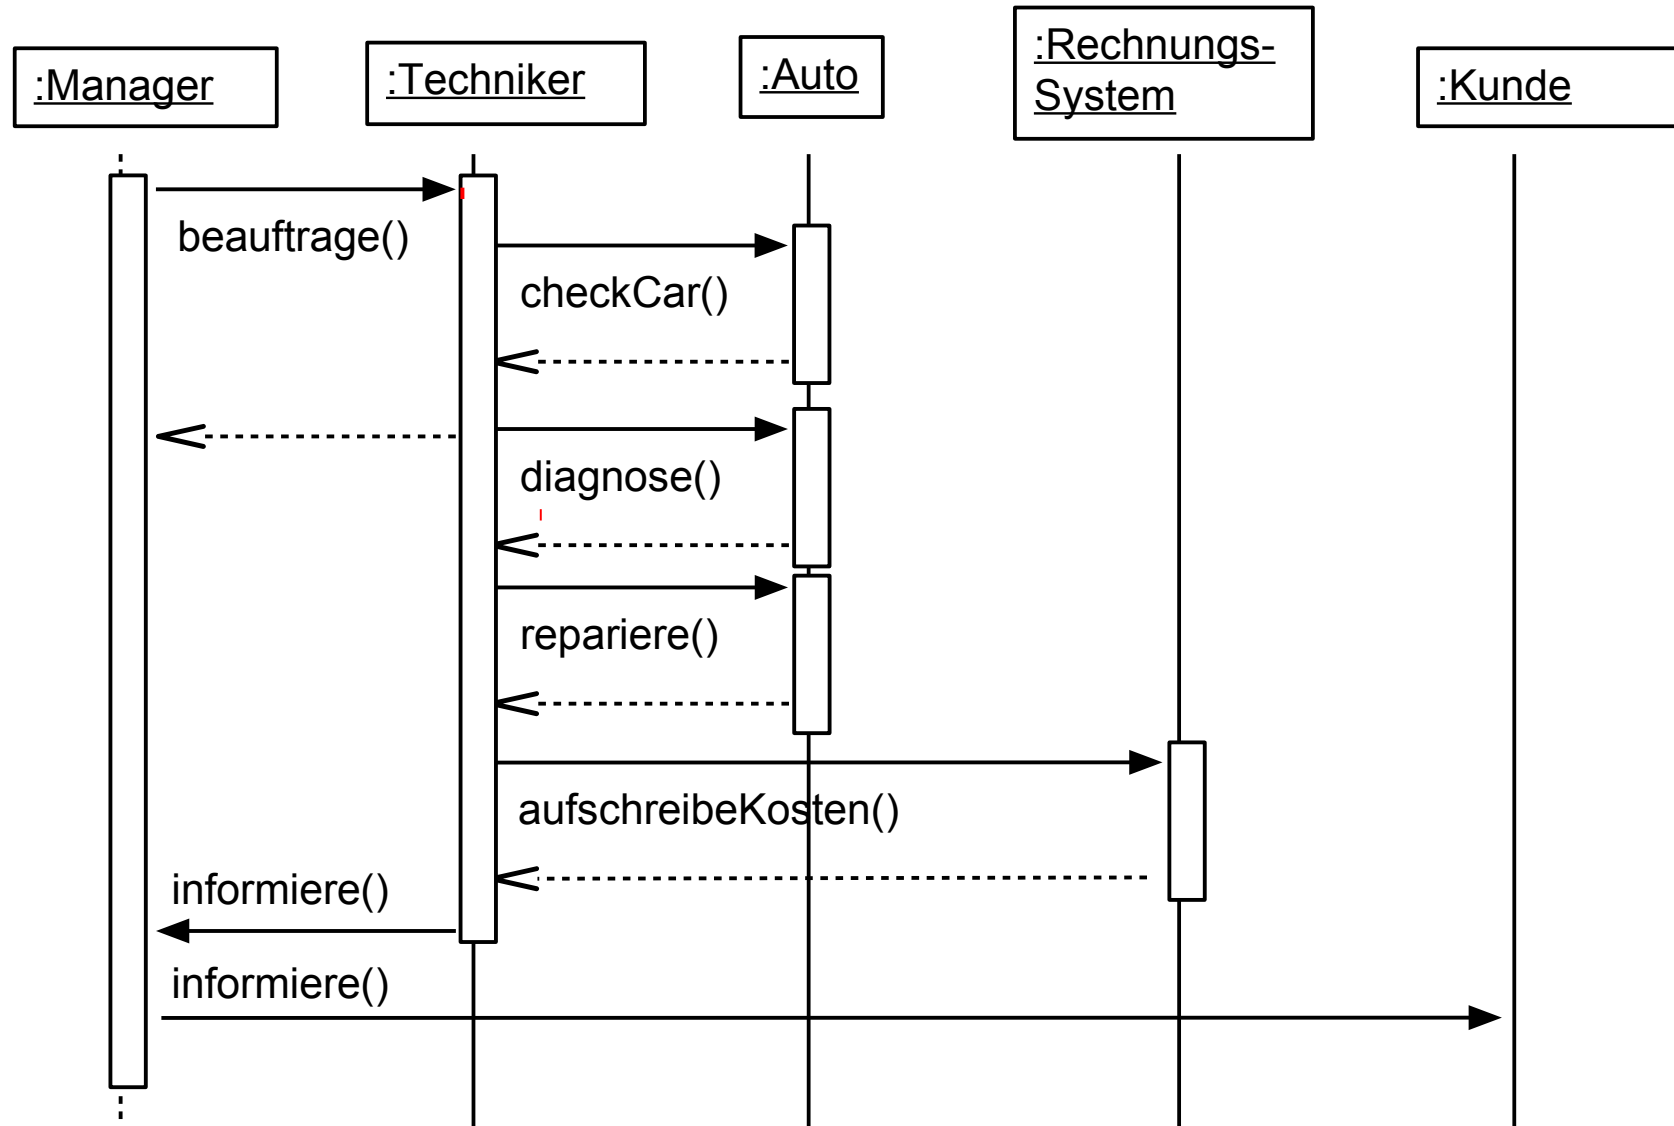 :Manager
:Techniker
:Auto
:Rechnungs-
System
:Kunde
beauftrage()
checkCar()
diagnose()
repariere()
aufschreibeKosten()
informiere()
informiere()